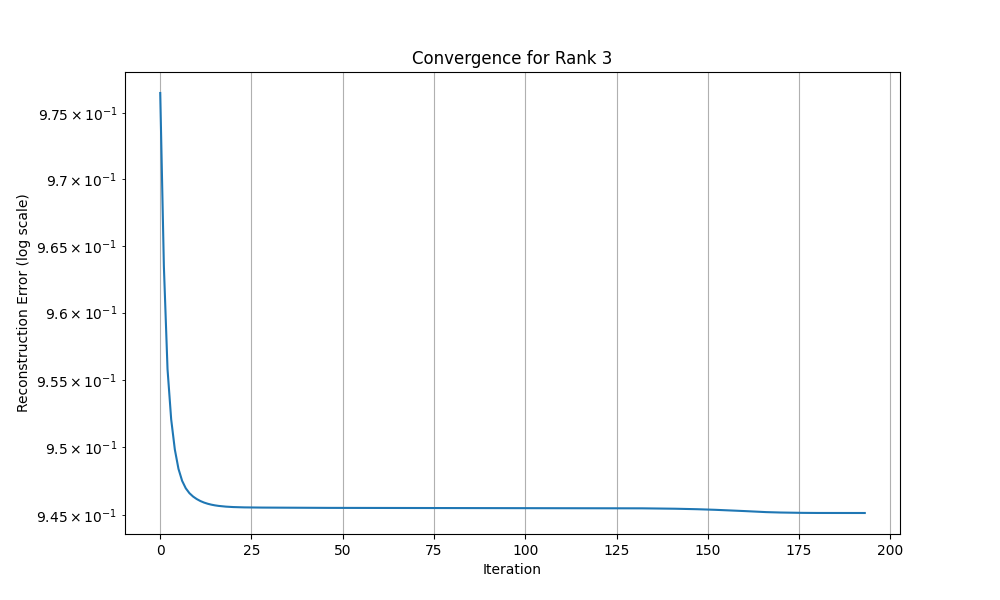 Convergence for Rank 3
Reconstruction Error (log scale)
9.75 × 10⁻¹
9.7 × 10⁻¹
9.65 × 10⁻¹
9.6 × 10⁻¹
9.55 × 10⁻¹
9.5 × 10⁻¹
9.45 × 10⁻¹
0 25 50 75 100 125 150 175 200
Iteration